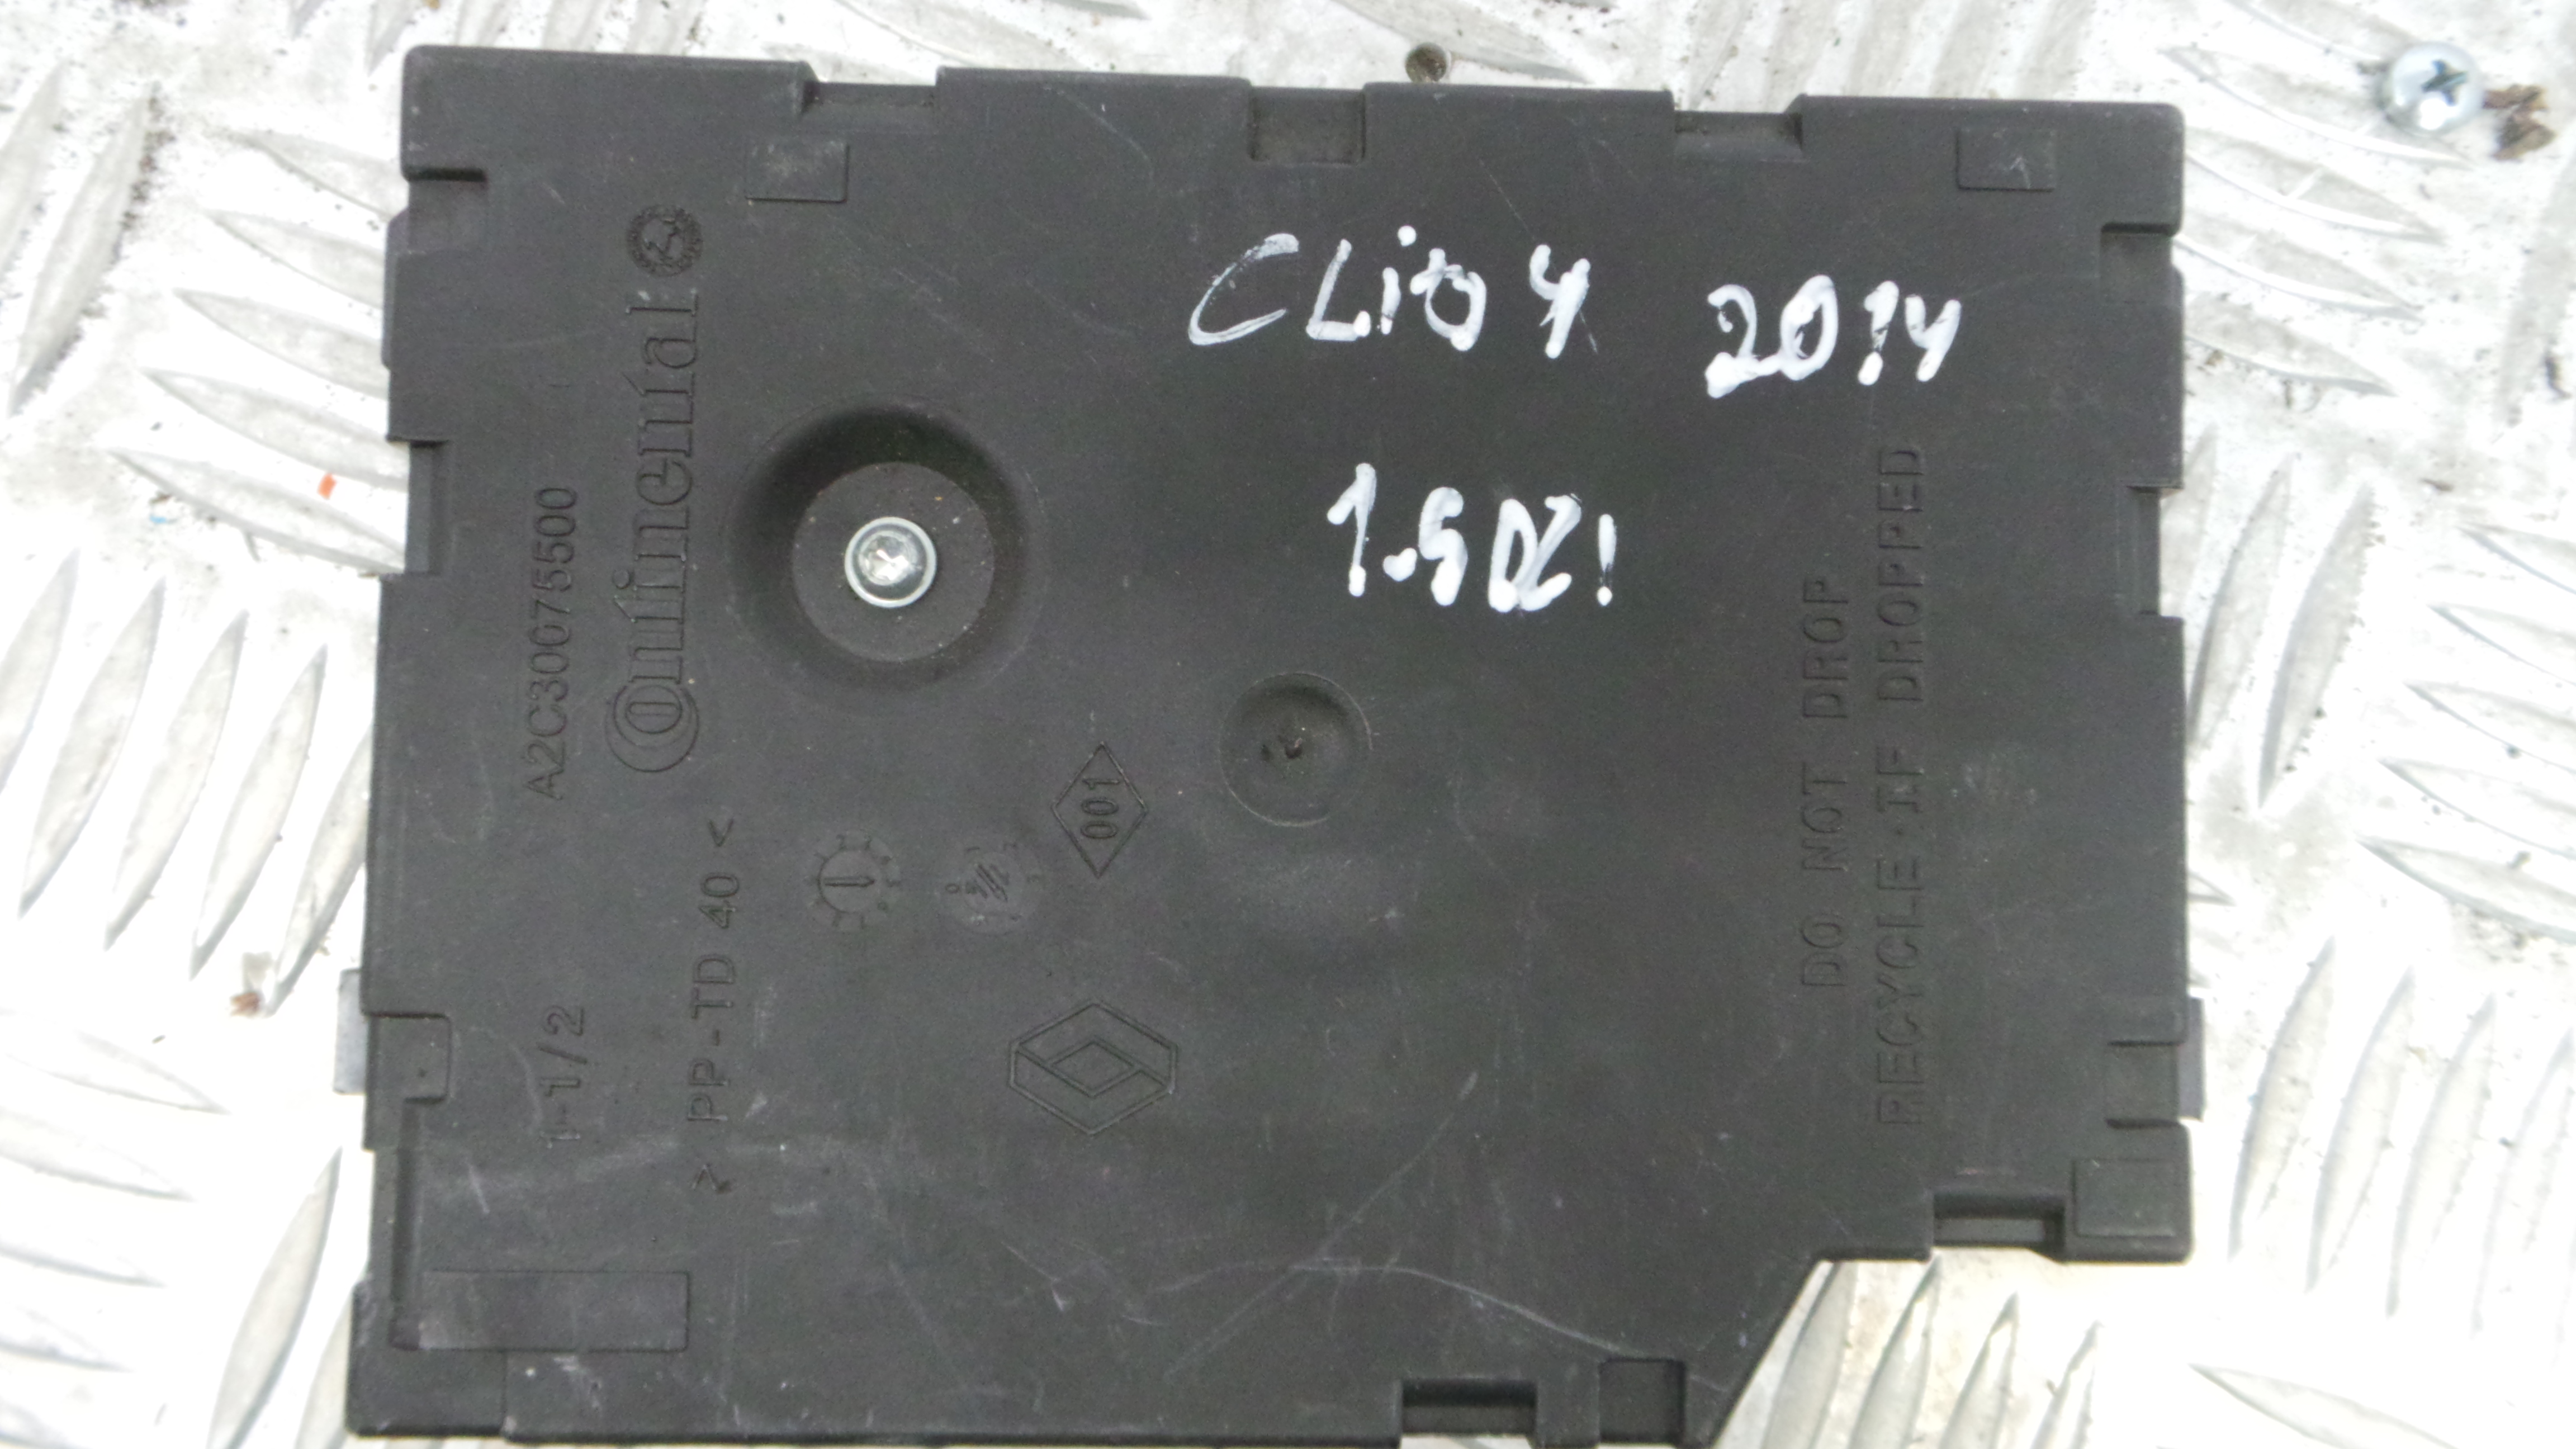 CLio 4 2014
1.5 DCi
Continental
A2C30075500
1-1/2
> PP-TD 40 <
001
DO NOT DROP
RECYCLE IF DROPPED